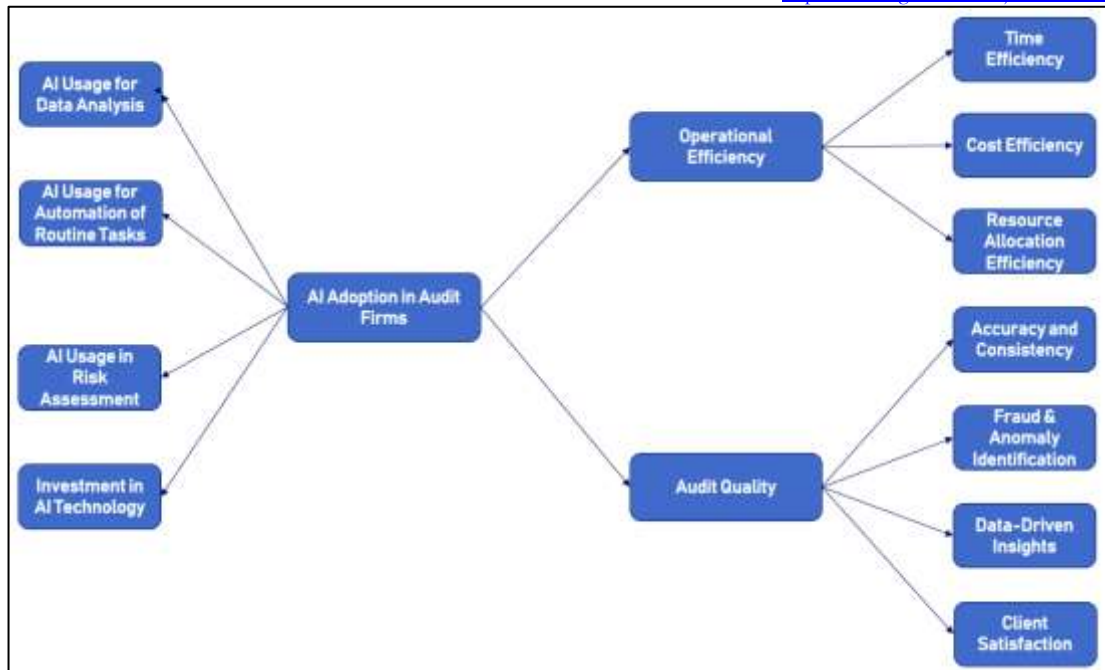 Time
Efficiency
AI Usage for
Data Analysis
Operational
Efficiency
Cost Efficiency
AI Usage for
Automation of
Routine Tasks
Resource
Allocation
Efficiency
AI Adoption in Audit
Firms
Accuracy and
Consistency
AI Usage in
Risk
Assessment
Fraud &
Anomaly
Identification
Investment in
AI Technology
Audit Quality
Data-Driven
Insights
Client
Satisfaction